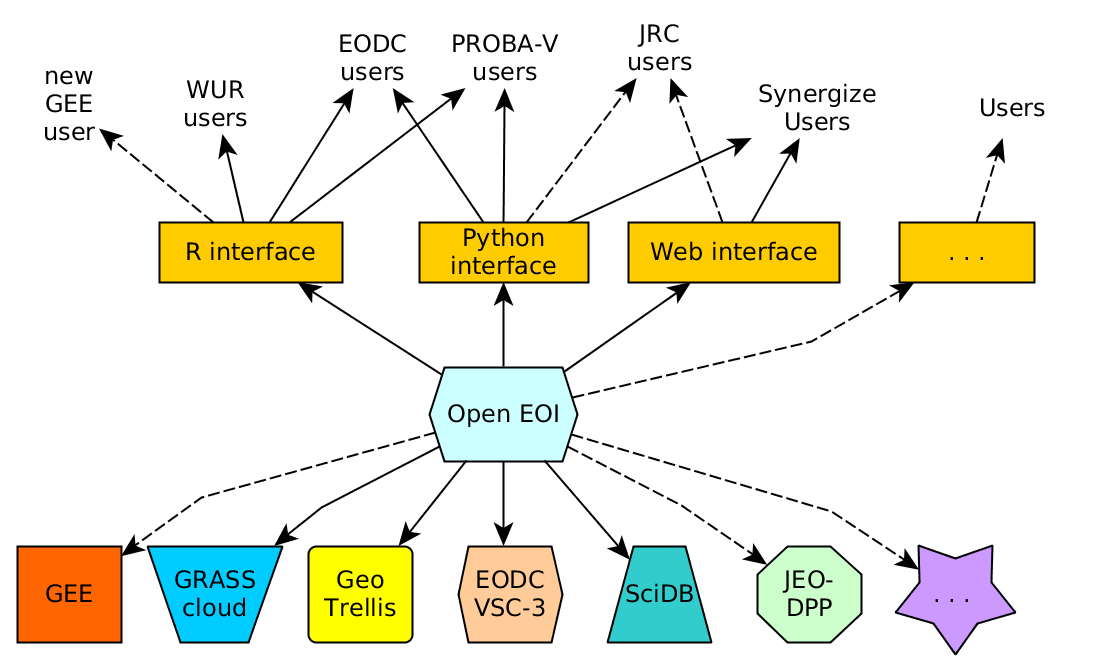 new
GEE
user
WUR
users
EODC
users
PROBA-V
users
JRC
users
Synergize
Users
Users
R interface
Python
interface
Web interface
. . .
Open EOI
GEE
GRASS
cloud
Geo
Trellis
EODC
VSC-3
SciDB
JEO-
DPP
. . .